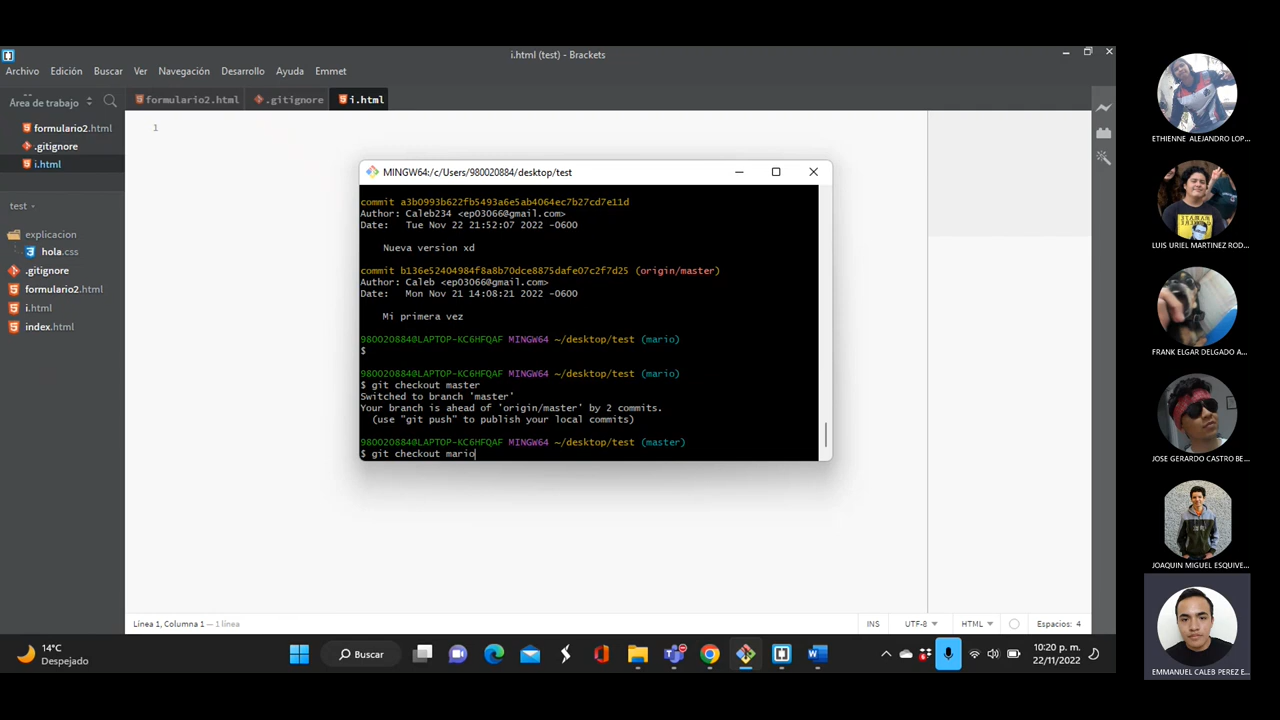 i.html (test) - Brackets
Archivo Edición Buscar Ver Navegación Desarrollo Ayuda Emmet
Área de trabajo
formulario2.html .gitignore i.html
formulario2.html
.gitignore
i.html
test
explicacion
hola.css
.gitignore
formulario2.html
i.html
index.html
1
MINGW64:/c/Users/980020884/desktop/test
commit a3b0993b622fb5493a6e5ab4064ec7b27cd7e11d
Author: Caleb234 <ep03066@gmail.com>
Date: Tue Nov 22 21:52:07 2022 -0600
Nueva version xd
commit b136e52404984f8a8b70dce8875dafe07c2f7d25 (origin/master)
Author: Caleb <ep03066@gmail.com>
Date: Mon Nov 21 14:08:21 2022 -0600
Mi primera vez
980020884@LAPTOP-KC6HFQAF MINGW64 ~/desktop/test (mario)
$
980020884@LAPTOP-KC6HFQAF MINGW64 ~/desktop/test (mario)
$ git checkout master
Switched to branch 'master'
Your branch is ahead of 'origin/master' by 2 commits.
(use "git push" to publish your local commits)
980020884@LAPTOP-KC6HFQAF MINGW64 ~/desktop/test (master)
$ git checkout mario
Línea 1, Columna 1 — 1 línea
INS UTF-8 HTML Espacios: 4
14°C
Despejado
Buscar
10:20 p. m.
22/11/2022
ETHIENNE ALEJANDRO LOP...
LUIS URIEL MARTINEZ ROD...
FRANK ELGAR DELGADO A...
JOSE GERARDO CASTRO BE...
JOAQUIN MIGUEL ESQUIVE...
EMMANUEL CALEB PEREZ E...